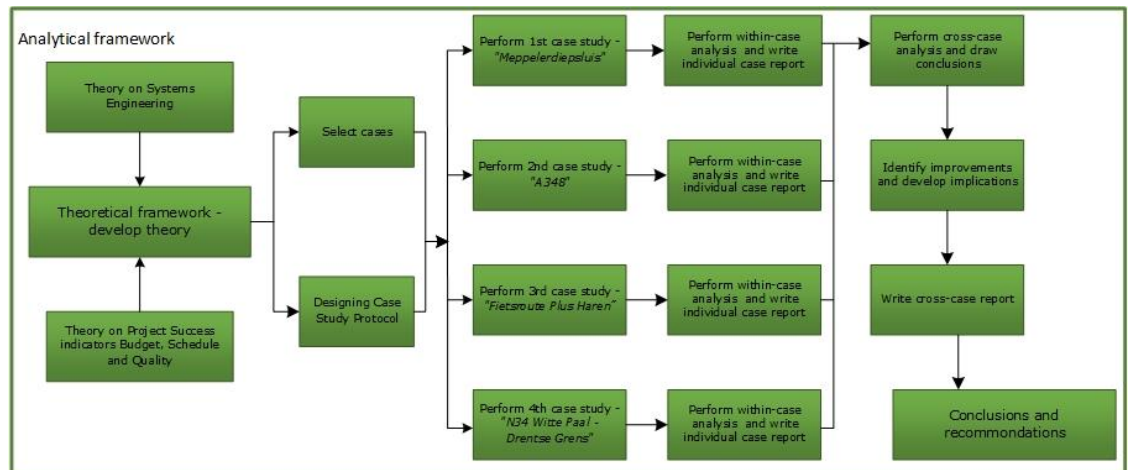 Analytical framework
Theory on Systems
Engineering
Theoretical framework -
develop theory
Theory on Project Success
indicators Budget, Schedule
and Quality
Select cases
Designing Case
Study Protocol
Perform 1st case study -
"Meppelerdiepsluis"
Perform within-case
analysis and write
individual case report
Perform 2nd case study -
"A348"
Perform within-case
analysis and write
individual case report
Perform 3rd case study -
"Fietsroute Plus Haren"
Perform within-case
analysis and write
individual case report
Perform 4th case study -
"N34 Witte Paal -
Drentse Grens"
Perform within-case
analysis and write
individual case report
Perform cross-case
analysis and draw
conclusions
Identify improvements
and develop implications
Write cross-case report
Conclusions and
recommondations